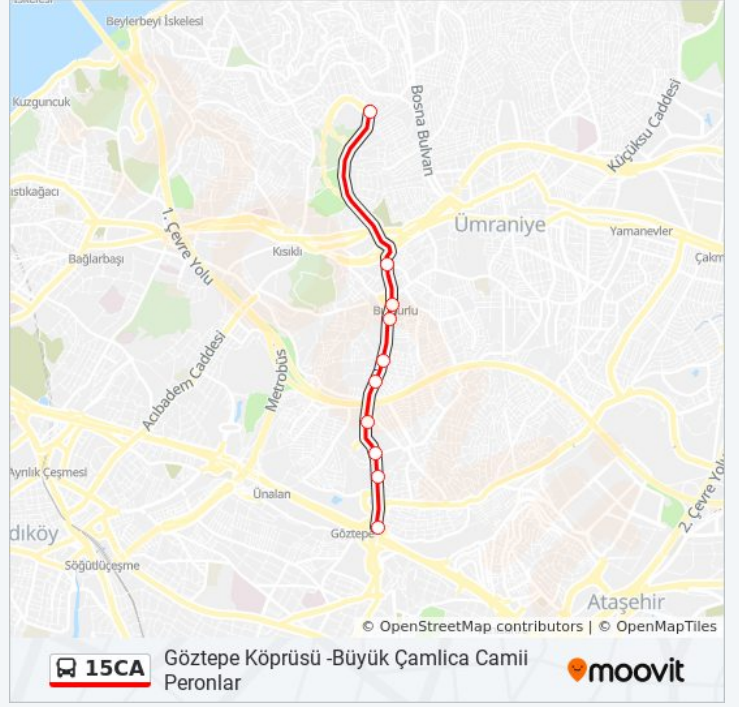 İskelesi
Beylerbeyi İskelesi
Kuzguncuk
Bosna Bulvarı
Küçüksu Caddesi
ıstıkağacı
1. Çevre Yolu
Ümraniye
Yamanevler
Bağlarbaşı
Kısıklı
Çakm
Bulgurlu
Acıbadem Caddesi
Metrobüs
Ayrılık Çeşmesi
Ünalan
2. Çevre Yolu
dıköy
Göztepe
Söğütlüçeşme
Ataşehir
© OpenStreetMap contributors | © OpenMapTiles
15CA
Göztepe Köprüsü -Büyük Çamlica Camii
Peronlar
moovit